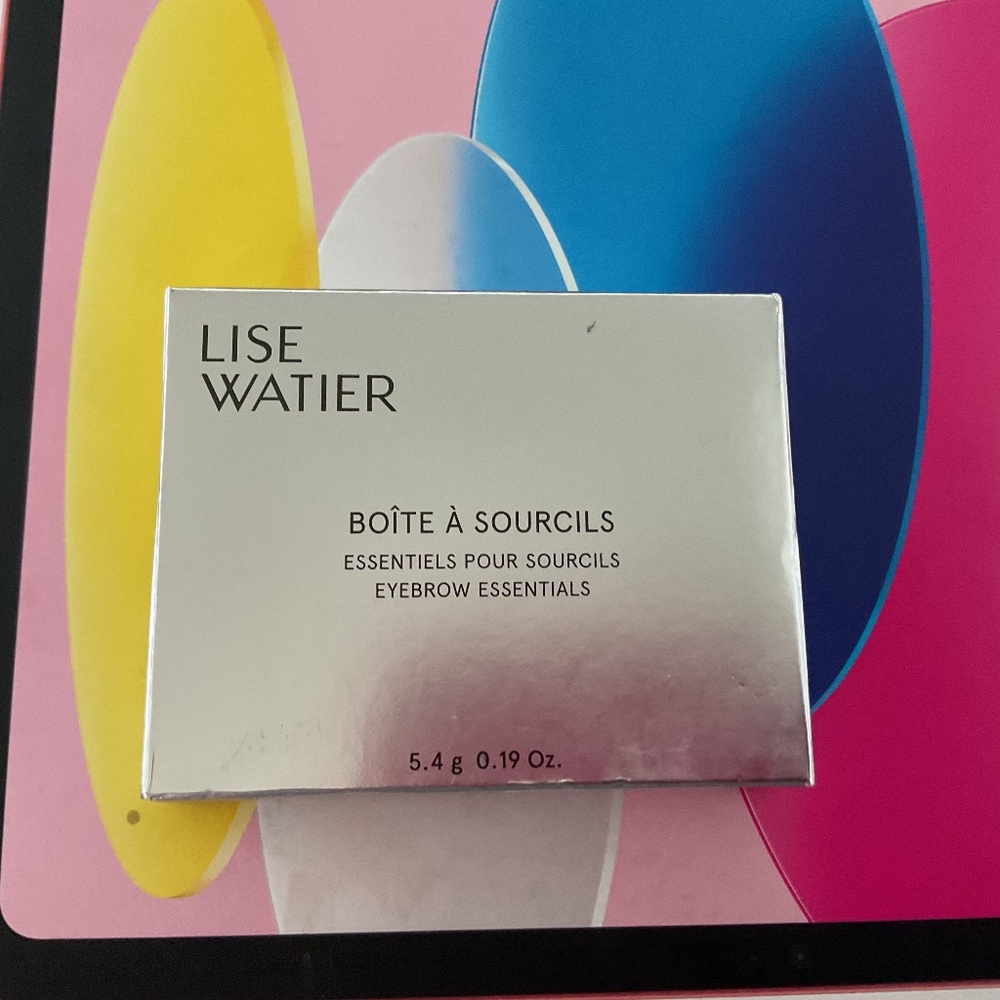 LISE
WATIER
BOÎTE À SOURCILS
ESSENTIELS POUR SOURCILS
EYEBROW ESSENTIALS
5.4 g 0.19 Oz.